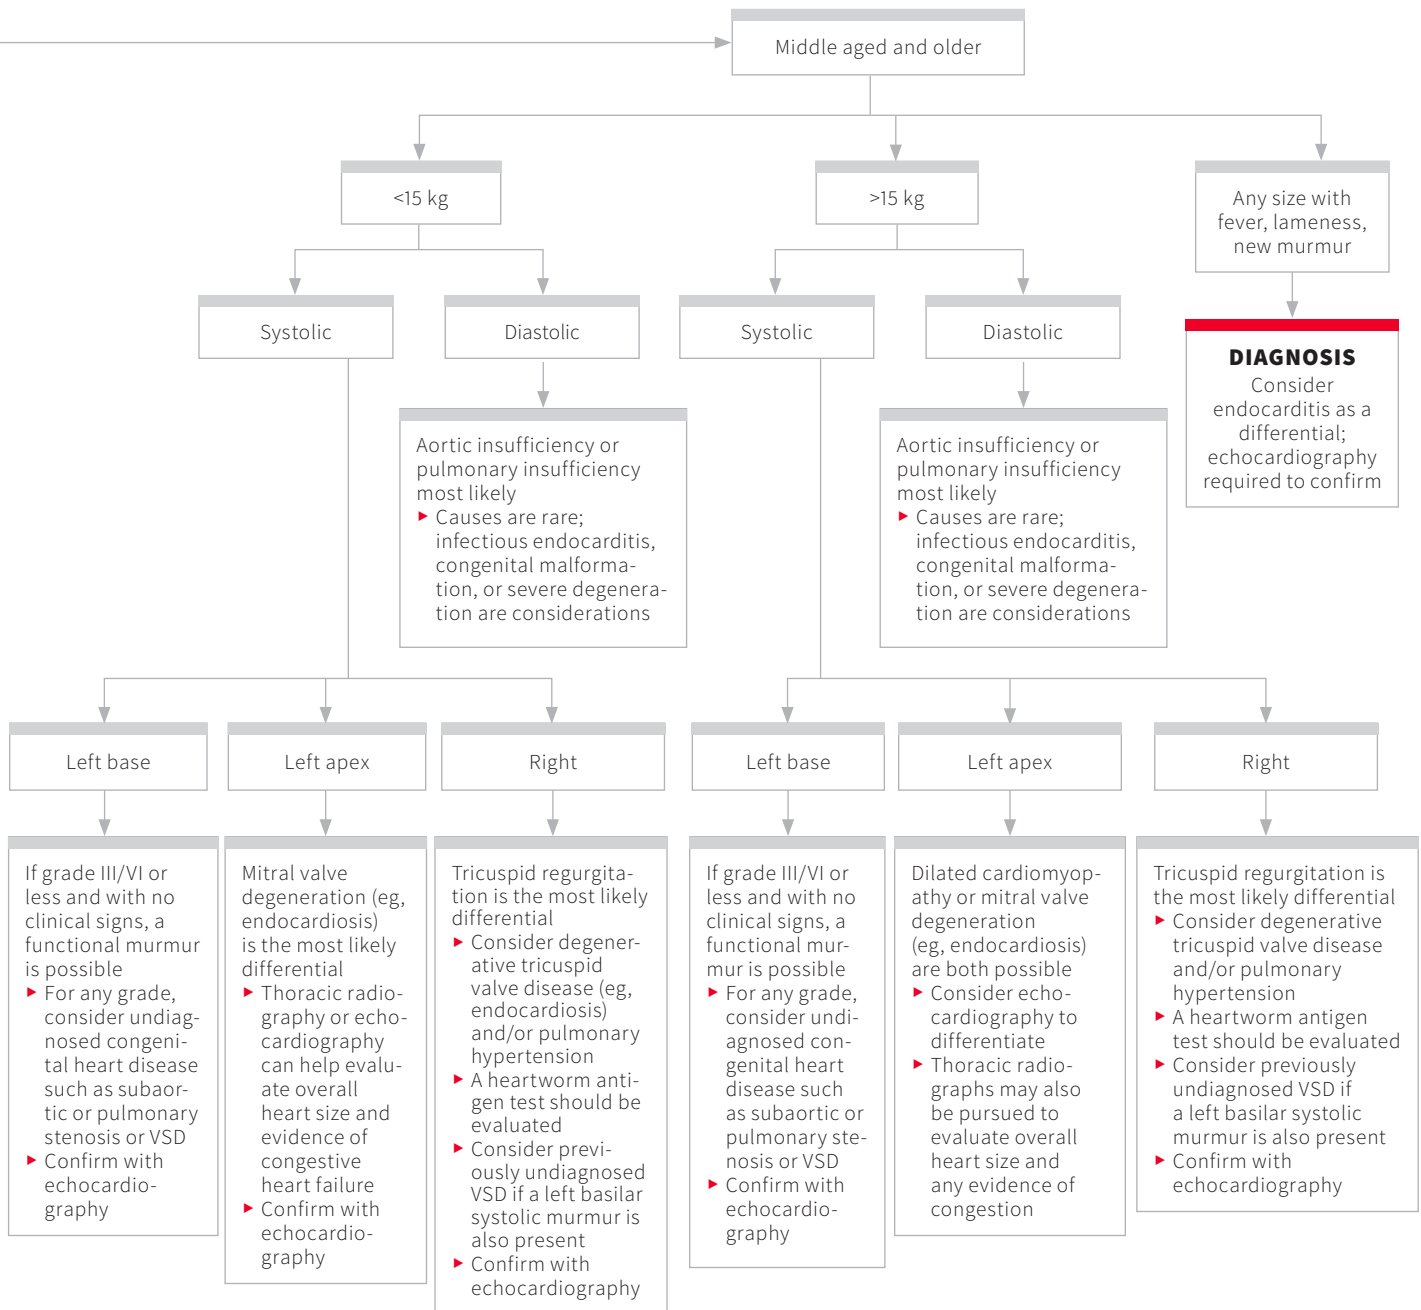 Middle aged and older
<15 kg
>15 kg
Any size with
fever, lameness,
new murmur
Systolic
Diastolic
Systolic
Diastolic
DIAGNOSIS
Consider
endocarditis as a
differential;
echocardiography
required to confirm
Aortic insufficiency or
pulmonary insufficiency
most likely
▶ Causes are rare;
infectious endocarditis,
congenital malforma-
tion, or severe degenera-
tion are considerations
Aortic insufficiency or
pulmonary insufficiency
most likely
▶ Causes are rare;
infectious endocarditis,
congenital malforma-
tion, or severe degenera-
tion are considerations
Left base
Left apex
Right
Left base
Left apex
Right
If grade III/VI or
less and with no
clinical signs, a
functional murmur
is possible
▶ For any grade,
consider undiag-
nosed congeni-
tal heart disease
such as subaor-
tic or pulmonary
stenosis or VSD
▶ Confirm with
echocardio-
graphy
Mitral valve
degeneration (eg,
endocardiosis)
is the most likely
differential
▶ Thoracic radio-
graphy or echo-
cardiography
can help evalu-
ate overall
heart size and
evidence of
congestive
heart failure
▶ Confirm with
echocardio-
graphy
Tricuspid regurgita-
tion is the most likely
differential
▶ Consider degener-
ative tricuspid
valve disease (eg,
endocardiosis)
and/or pulmonary
hypertension
▶ A heartworm anti-
gen test should be
evaluated
▶ Consider previ-
ously undiagnosed
VSD if a left basilar
systolic murmur is
also present
▶ Confirm with
echocardiography
If grade III/VI or
less and with no
clinical signs, a
functional mur-
mur is possible
▶ For any grade,
consider undi-
agnosed con-
genital heart
disease such
as subaortic or
pulmonary ste-
nosis or VSD
▶ Confirm with
echocardio-
graphy
Dilated cardiomyop-
athy or mitral valve
degeneration
(eg, endocardiosis)
are both possible
▶ Consider echo-
cardiography to
differentiate
▶ Thoracic radio-
graphs may also
be pursued to
evaluate overall
heart size and
any evidence of
congestion
Tricuspid regurgitation is
the most likely differential
▶ Consider degenerative
tricuspid valve disease
and/or pulmonary
hypertension
▶ A heartworm antigen
test should be evaluated
▶ Consider previously
undiagnosed VSD if
a left basilar systolic
murmur is also present
▶ Confirm with
echocardiography